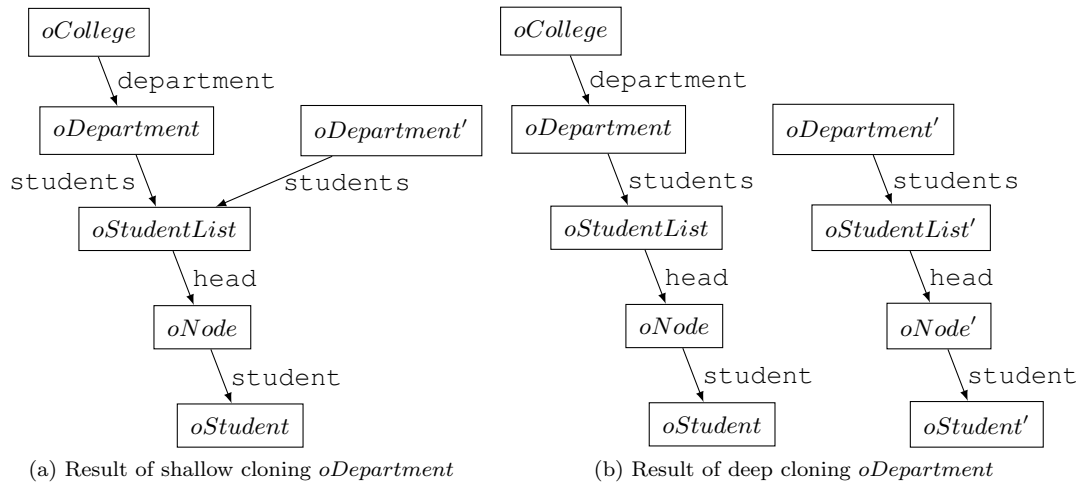 oCollege
department
oDepartment
oDepartment′
students
students
oStudentList
head
oNode
student
oStudent
(a) Result of shallow cloning oDepartment
oCollege
department
oDepartment
oDepartment′
students
students
oStudentList
oStudentList′
head
head
oNode
oNode′
student
student
oStudent
oStudent′
(b) Result of deep cloning oDepartment